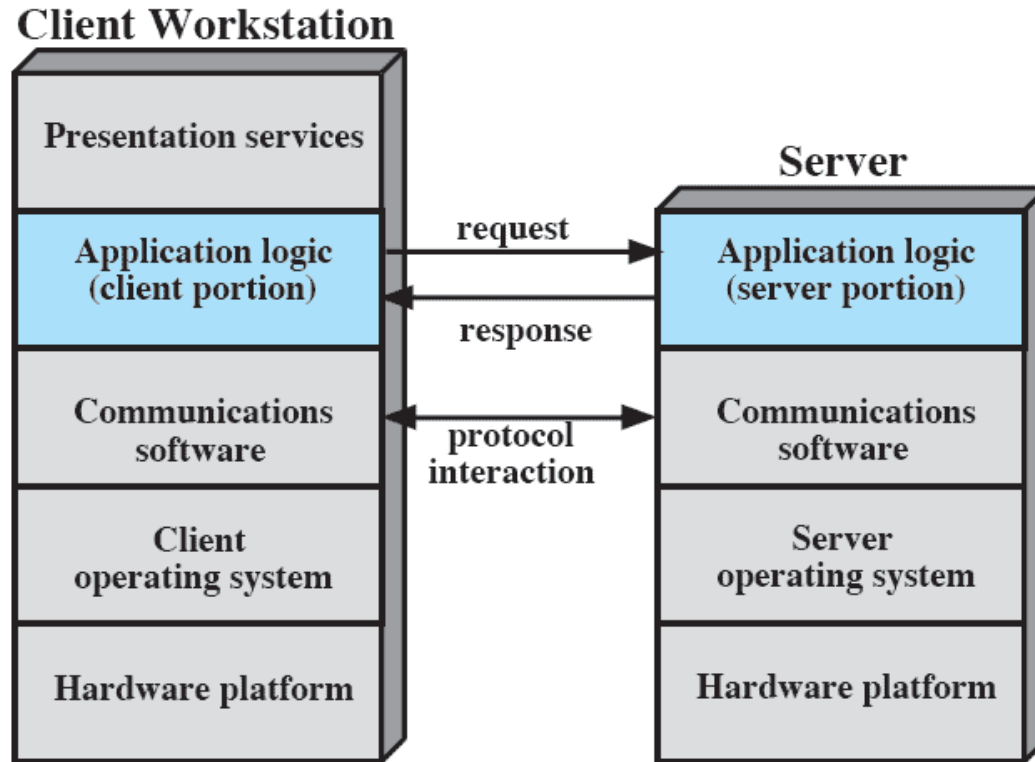 Client Workstation
Presentation services
Application logic
(client portion)
Communications
software
Client
operating system
Hardware platform
request
response
protocol
interaction
Server
Application logic
(server portion)
Communications
software
Server
operating system
Hardware platform